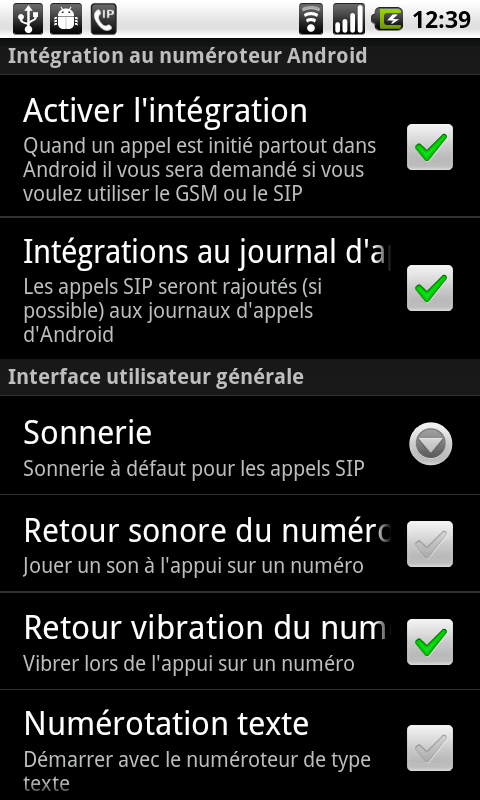 IP
12:39
Intégration au numéroteur Android
Activer l'intégration
Quand un appel est initié partout dans
Android il vous sera demandé si vous
voulez utiliser le GSM ou le SIP
Intégrations au journal d'a
Les appels SIP seront rajoutés (si
possible) aux journaux d'appels
d'Android
Interface utilisateur générale
Sonnerie
Sonnerie à défaut pour les appels SIP
Retour sonore du numéro
Jouer un son à l'appui sur un numéro
Retour vibration du num
Vibrer lors de l'appui sur un numéro
Numérotation texte
Démarrer avec le numéroteur de type
texte